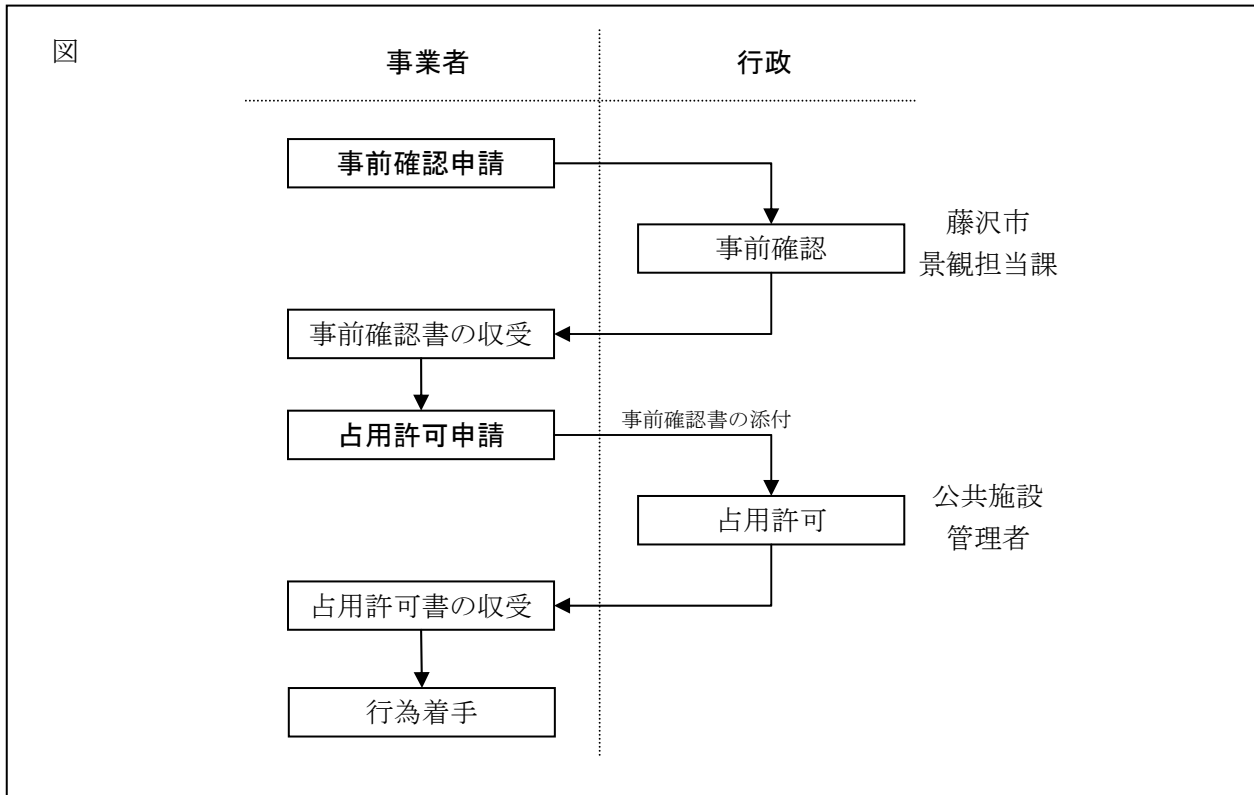 図
事業者
行政
事前確認申請
事前確認
藤沢市
景観担当課
事前確認書の収受
占用許可申請
事前確認書の添付
占用許可
公共施設
管理者
占用許可書の収受
行為着手